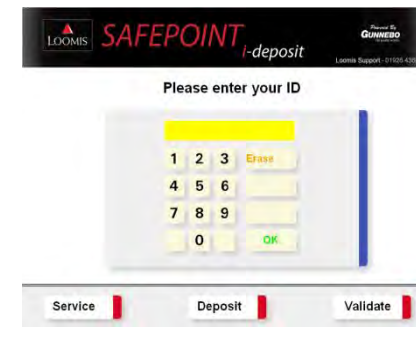 LOOMIS SAFEPOINT
i-deposit
Powered By
GUNNEBO
Loomis Support - 01926 436
Please enter your ID
1 2 3 Erase
4 5 6
7 8 9
0 OK
Service Deposit Validate